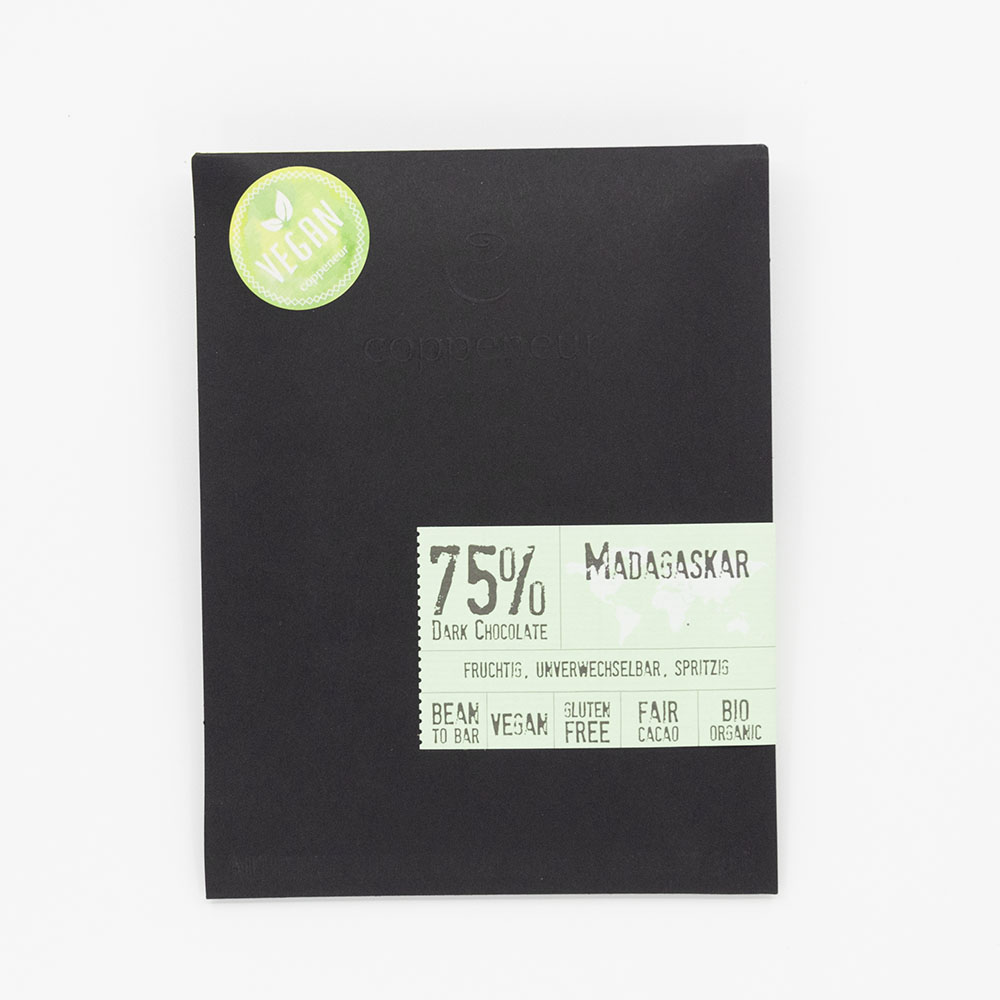 VEGAN
coppeneur
coppeneur
75%
DARK CHOCOLATE
MADAGASKAR
FRUCHTIG, UNVERWECHSELBAR, SPRITZIG
BEAN
TO BAR
VEGAN
GLUTEN
FREE
FAIR
CACAO
BIO
ORGANIC